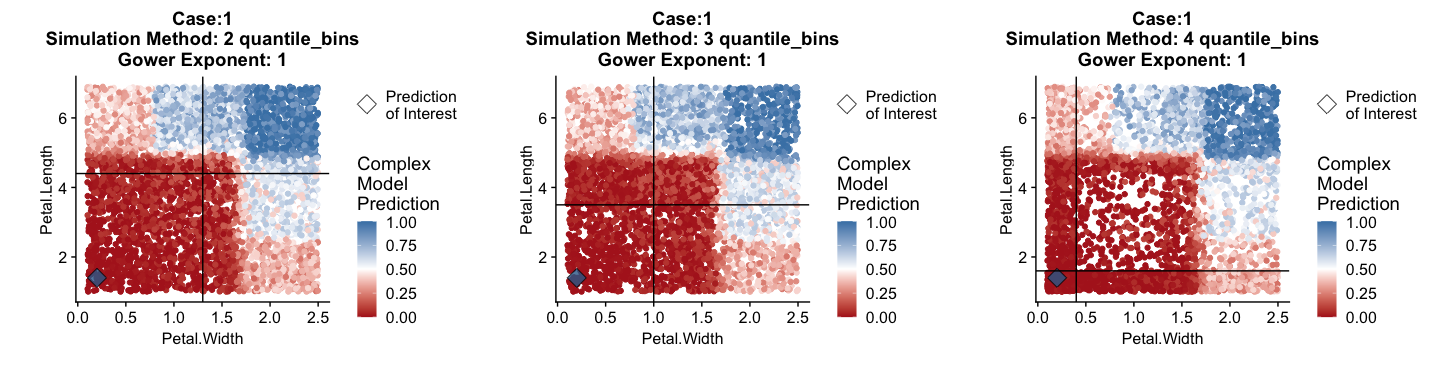 Case:1
Simulation Method: 2 quantile_bins
Gower Exponent: 1
Petal.Length
6
4
2
0.0 0.5 1.0 1.5 2.0 2.5
Petal.Width
Prediction
of Interest
Complex
Model
Prediction
1.00
0.75
0.50
0.25
0.00
Case:1
Simulation Method: 3 quantile_bins
Gower Exponent: 1
Petal.Length
6
4
2
0.0 0.5 1.0 1.5 2.0 2.5
Petal.Width
Prediction
of Interest
Complex
Model
Prediction
1.00
0.75
0.50
0.25
0.00
Case:1
Simulation Method: 4 quantile_bins
Gower Exponent: 1
Petal.Length
6
4
2
0.0 0.5 1.0 1.5 2.0 2.5
Petal.Width
Prediction
of Interest
Complex
Model
Prediction
1.00
0.75
0.50
0.25
0.00